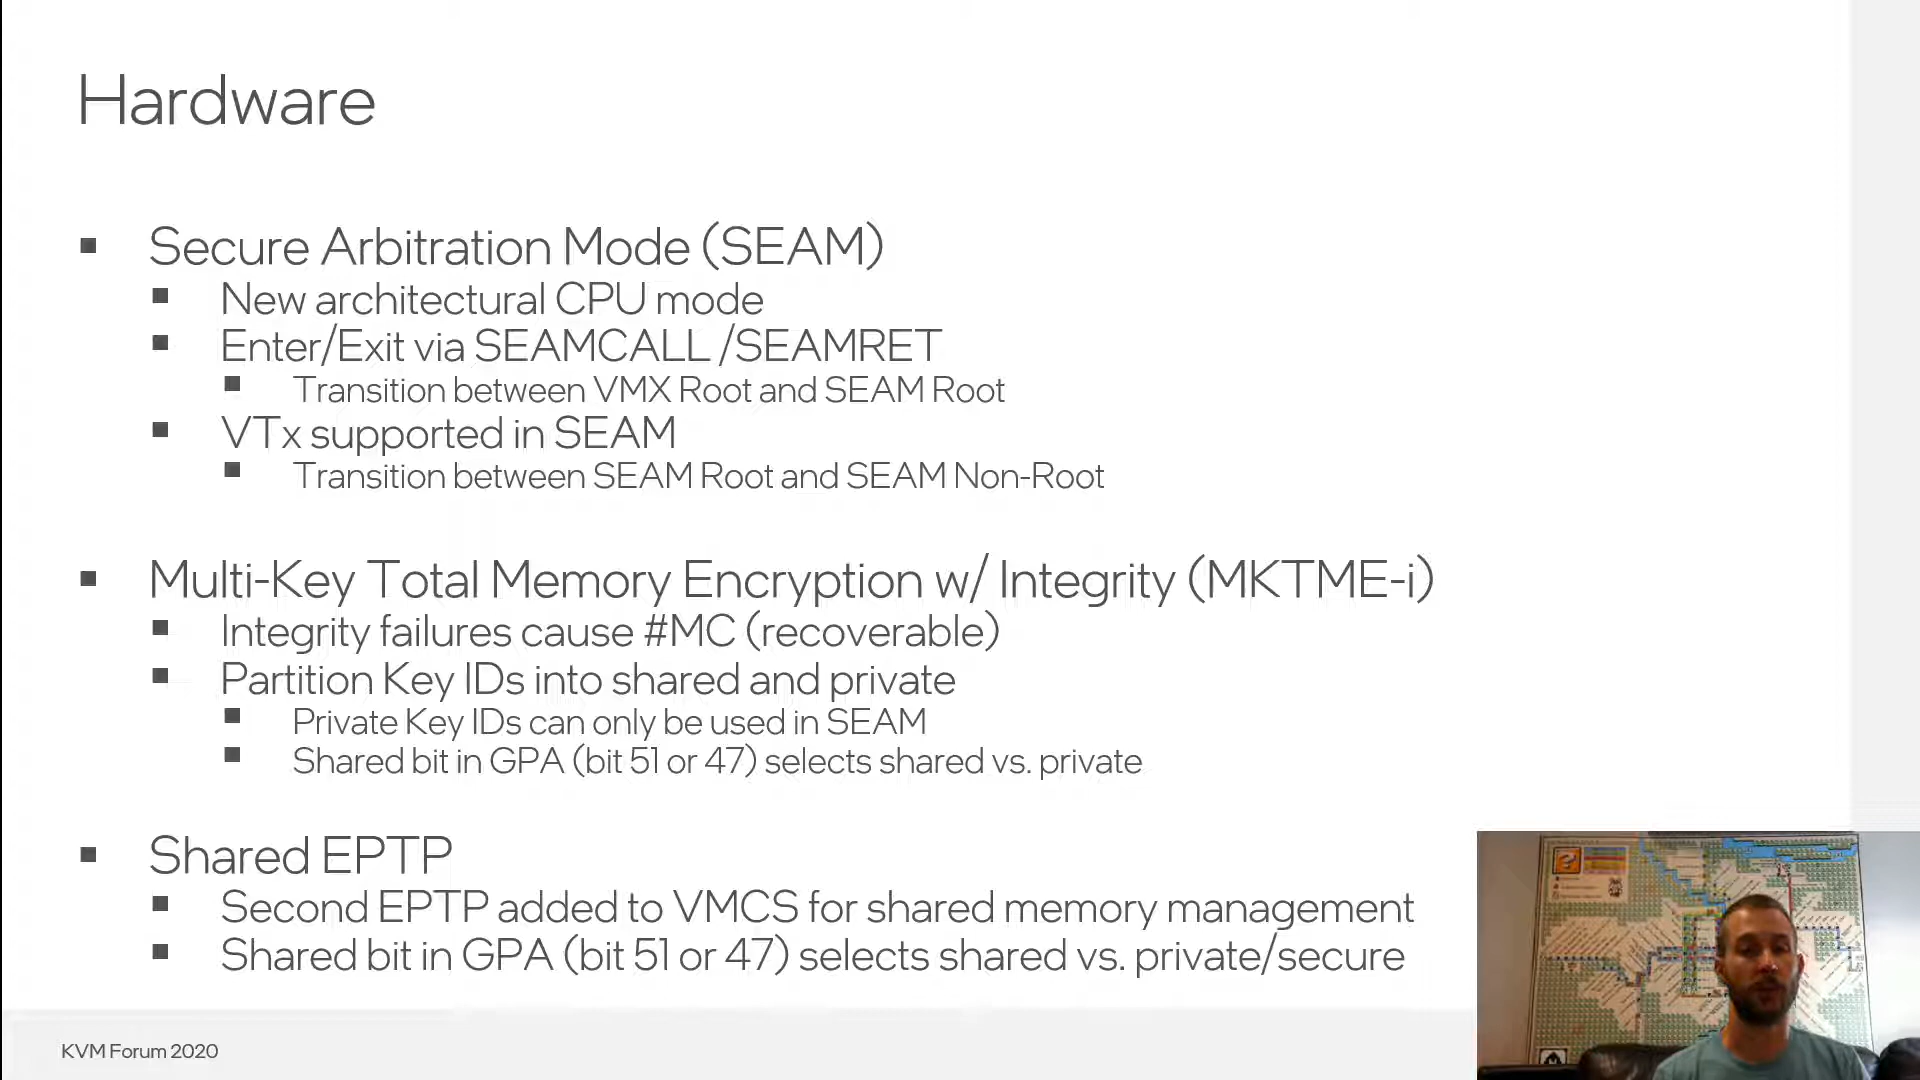 Hardware
Secure Arbitration Mode (SEAM)
New architectural CPU mode
Enter/Exit via SEAMCALL /SEAMRET
Transition between VMX Root and SEAM Root
VTx supported in SEAM
Transition between SEAM Root and SEAM Non-Root
Multi-Key Total Memory Encryption w/ Integrity (MKTME-i)
Integrity failures cause #MC (recoverable)
Partition Key IDs into shared and private
Private Key IDs can only be used in SEAM
Shared bit in GPA (bit 51 or 47) selects shared vs. private
Shared EPTP
Second EPTP added to VMCS for shared memory management
Shared bit in GPA (bit 51 or 47) selects shared vs. private/secure
KVM Forum 2020